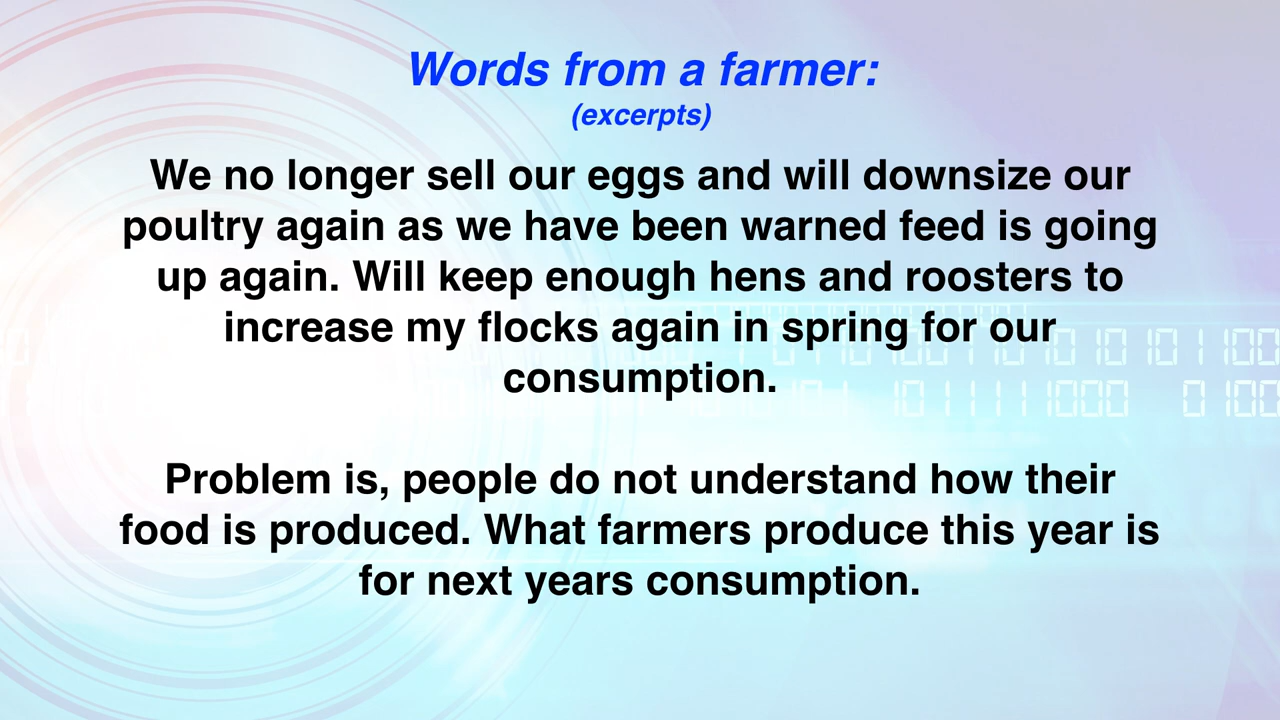 Words from a farmer:
(excerpts)
We no longer sell our eggs and will downsize our
poultry again as we have been warned feed is going
up again. Will keep enough hens and roosters to
increase my flocks again in spring for our
consumption.
Problem is, people do not understand how their
food is produced. What farmers produce this year is
for next years consumption.